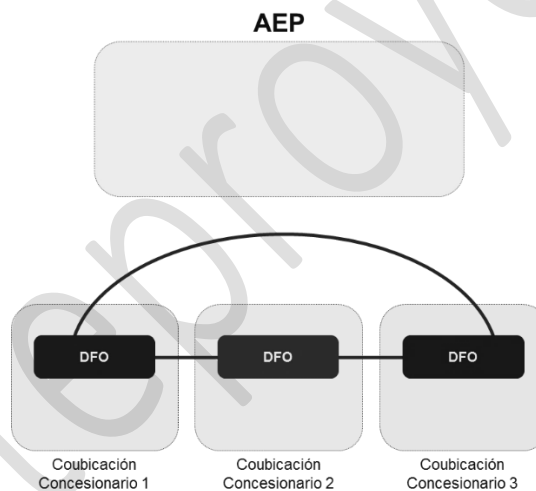 AEP
DFO
DFO
DFO
Coubicación
Concesionario 1
Coubicación
Concesionario 2
Coubicación
Concesionario 3